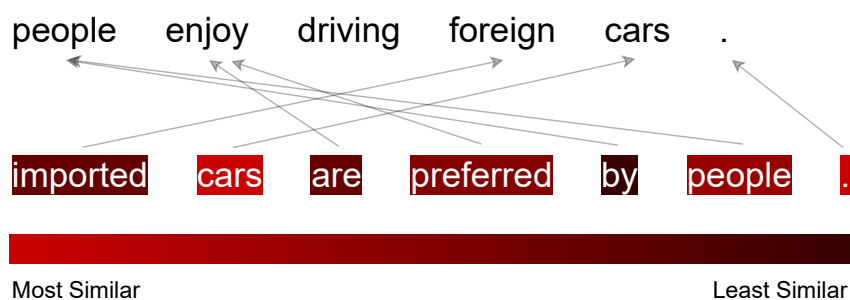 people enjoy driving foreign cars .
imported cars are preferred by people .
Most Similar Least Similar